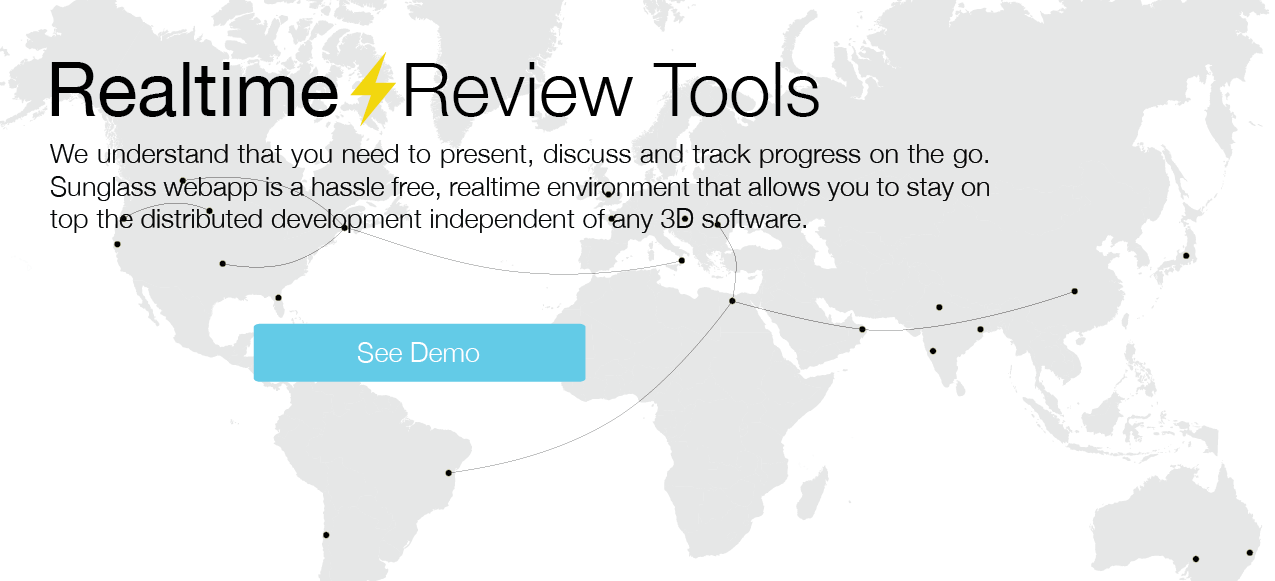 Realtime Review Tools
We understand that you need to present, discuss and track progress on the go.
Sunglass webapp is a hassle free, realtime environment that allows you to stay on
top the distributed development independent of any 3D software.
See Demo